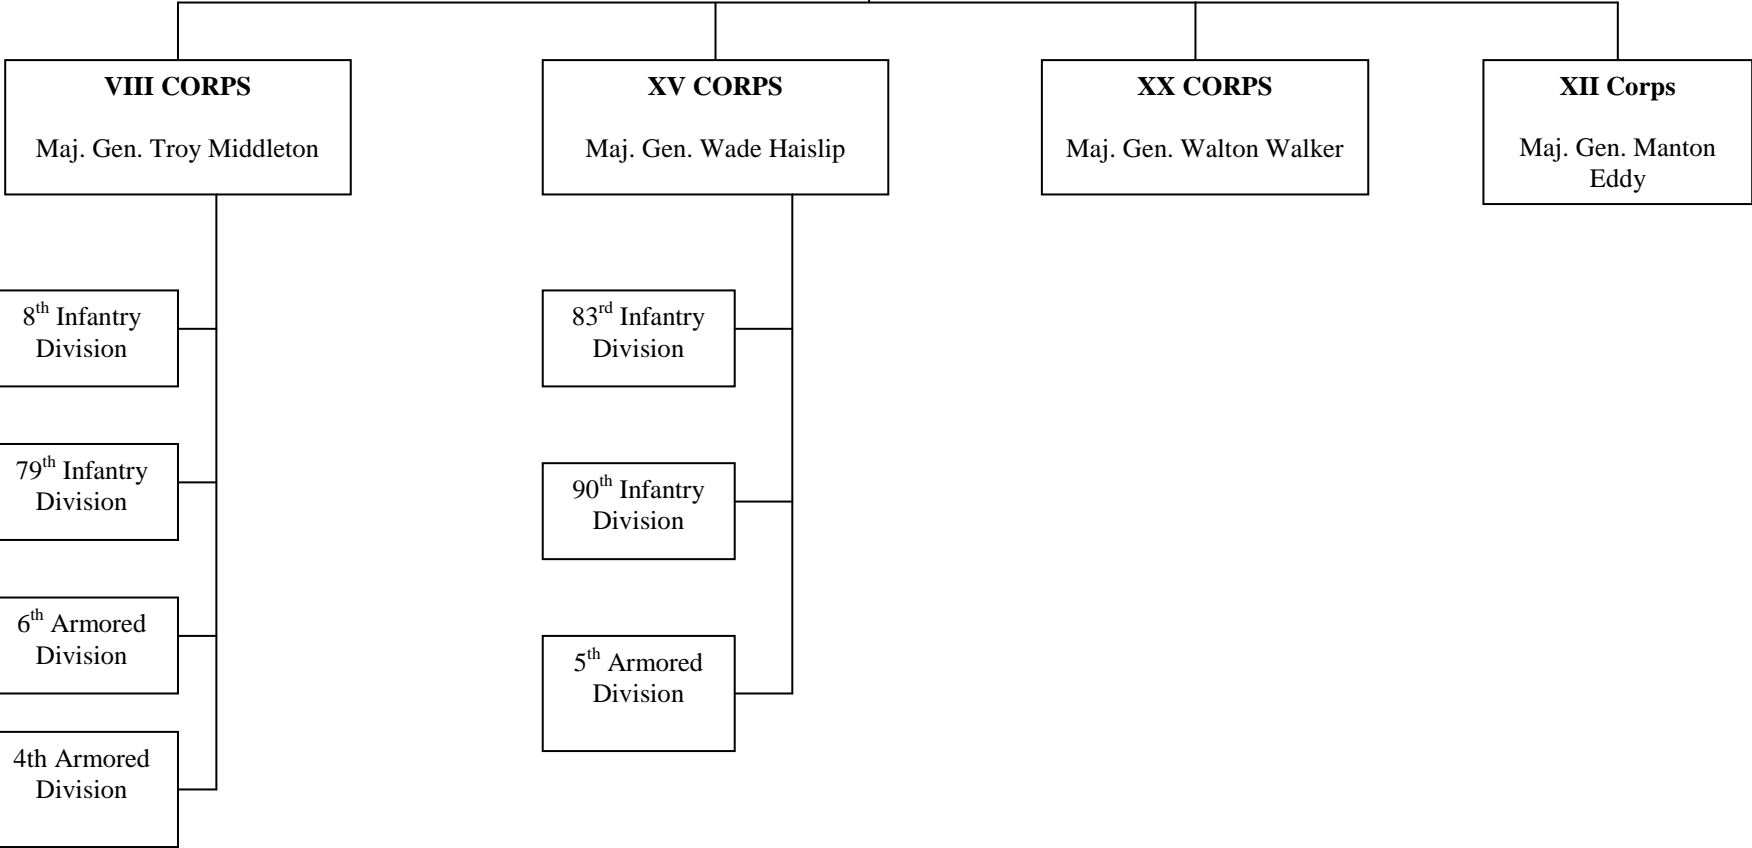 VIII CORPS
Maj. Gen. Troy Middleton
XV CORPS
Maj. Gen. Wade Haislip
XX CORPS
Maj. Gen. Walton Walker
XII Corps
Maj. Gen. Manton
Eddy
8th Infantry
Division
79th Infantry
Division
6th Armored
Division
4th Armored
Division
83rd Infantry
Division
90th Infantry
Division
5th Armored
Division